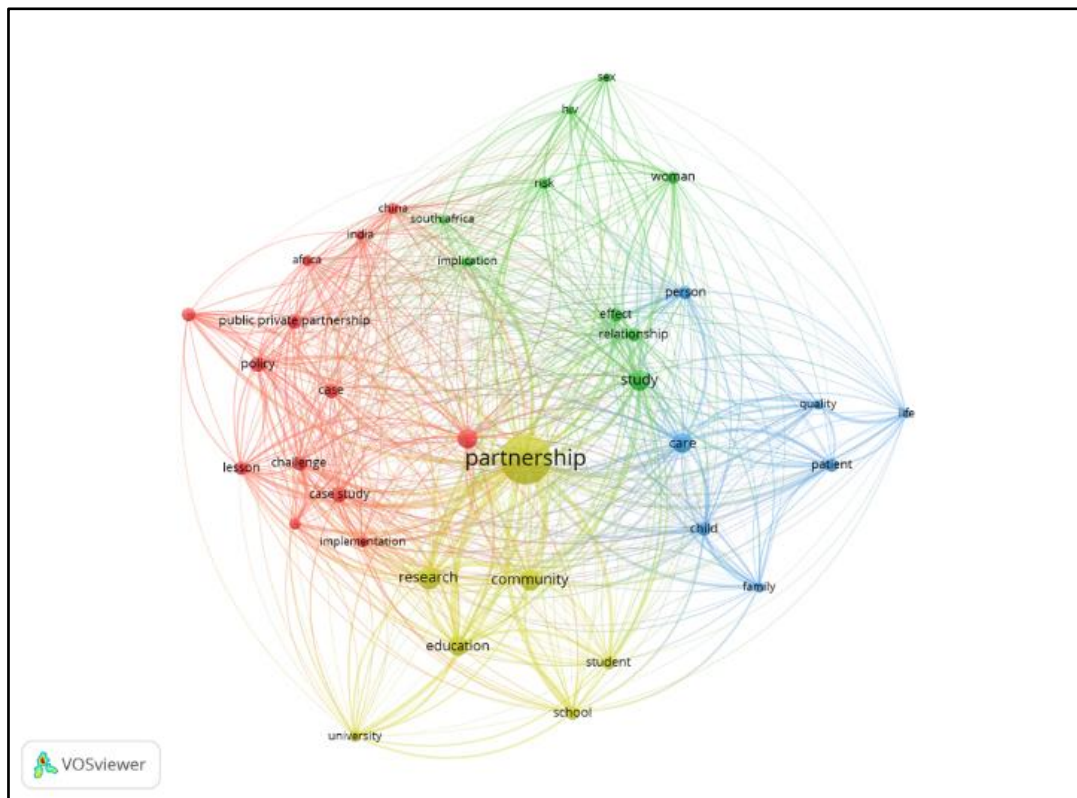 sex
hiv
risk
woman
china
south africa
india
implication
africa
person
public private partnership
effect
relationship
policy
study
case
quality
life
care
partnership
patient
lesson
challenge
case study
child
implementation
research
community
family
education
student
school
university
VOSviewer